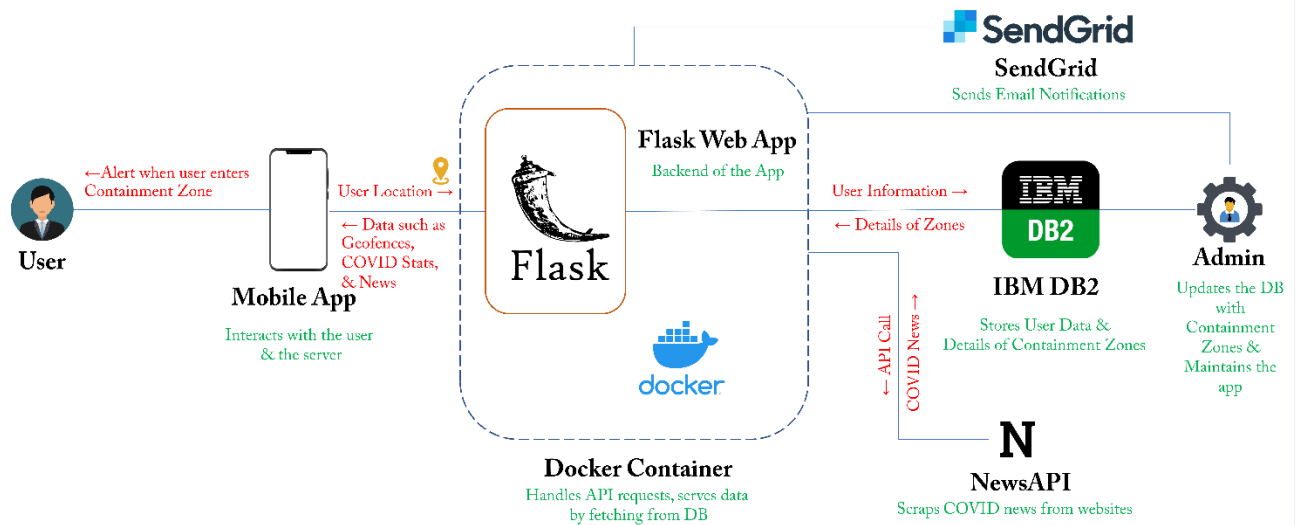 SendGrid
SendGrid
Sends Email Notifications
Flask Web App
Backend of the App
←Alert when user enters
Containment Zone
User
Mobile App
Interacts with the user
& the server
User Location →
← Data such as
Geofences,
COVID Stats,
& News
Flask
docker
Docker Container
Handles API requests, serves data
by fetching from DB
User Information →
← Details of Zones
IBM
DB2
IBM DB2
Stores User Data &
Details of Containment Zones
Admin
Updates the DB
with
Containment
Zones &
Maintains the
app
← API Call
COVID News →
N
NewsAPI
Scraps COVID news from websites